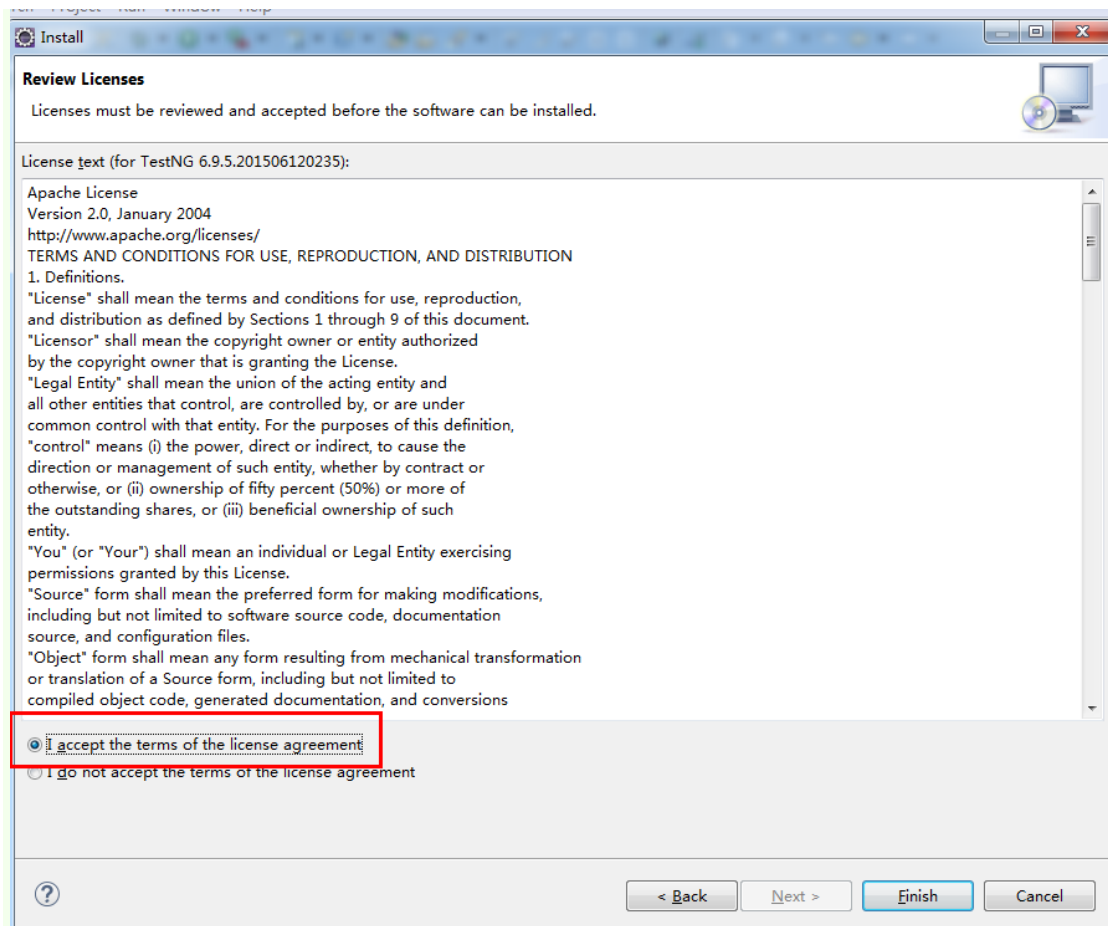 Project Run Window Help
Install
Review Licenses
Licenses must be reviewed and accepted before the software can be installed.
License text (for TestNG 6.9.5.201506120235):
Apache License
Version 2.0, January 2004
http://www.apache.org/licenses/
TERMS AND CONDITIONS FOR USE, REPRODUCTION, AND DISTRIBUTION
1. Definitions.
"License" shall mean the terms and conditions for use, reproduction,
and distribution as defined by Sections 1 through 9 of this document.
"Licensor" shall mean the copyright owner or entity authorized
by the copyright owner that is granting the License.
"Legal Entity" shall mean the union of the acting entity and
all other entities that control, are controlled by, or are under
common control with that entity. For the purposes of this definition,
"control" means (i) the power, direct or indirect, to cause the
direction or management of such entity, whether by contract or
otherwise, or (ii) ownership of fifty percent (50%) or more of
the outstanding shares, or (iii) beneficial ownership of such
entity.
"You" (or "Your") shall mean an individual or Legal Entity exercising
permissions granted by this License.
"Source" form shall mean the preferred form for making modifications,
including but not limited to software source code, documentation
source, and configuration files.
"Object" form shall mean any form resulting from mechanical transformation
or translation of a Source form, including but not limited to
compiled object code, generated documentation, and conversions
I accept the terms of the license agreement
I do not accept the terms of the license agreement
< Back Next > Finish Cancel